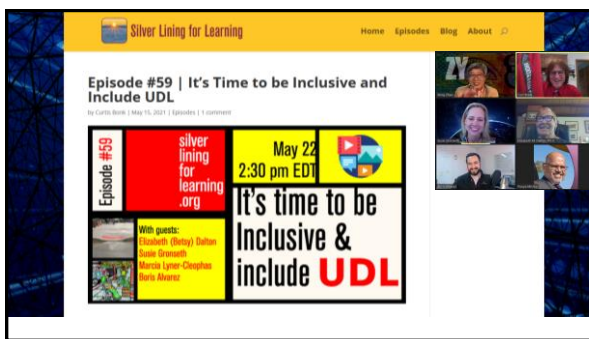 Silver Lining for Learning
Home Episodes Blog About
Episode #59 | It's Time to be Inclusive and
Include UDL
by Curtis Bonk | May 15, 2021 | Episodes | 1 comment
Episode #59
silver
lining
for
learning
.org
May 22
2:30 pm EDT
With guests:
Elizabeth (Betsy) Dalton
Susie Gronseth
Marcia Lyner-Cleophas
Boris Alvarez
It's time to be
Inclusive &
include UDL
ZY